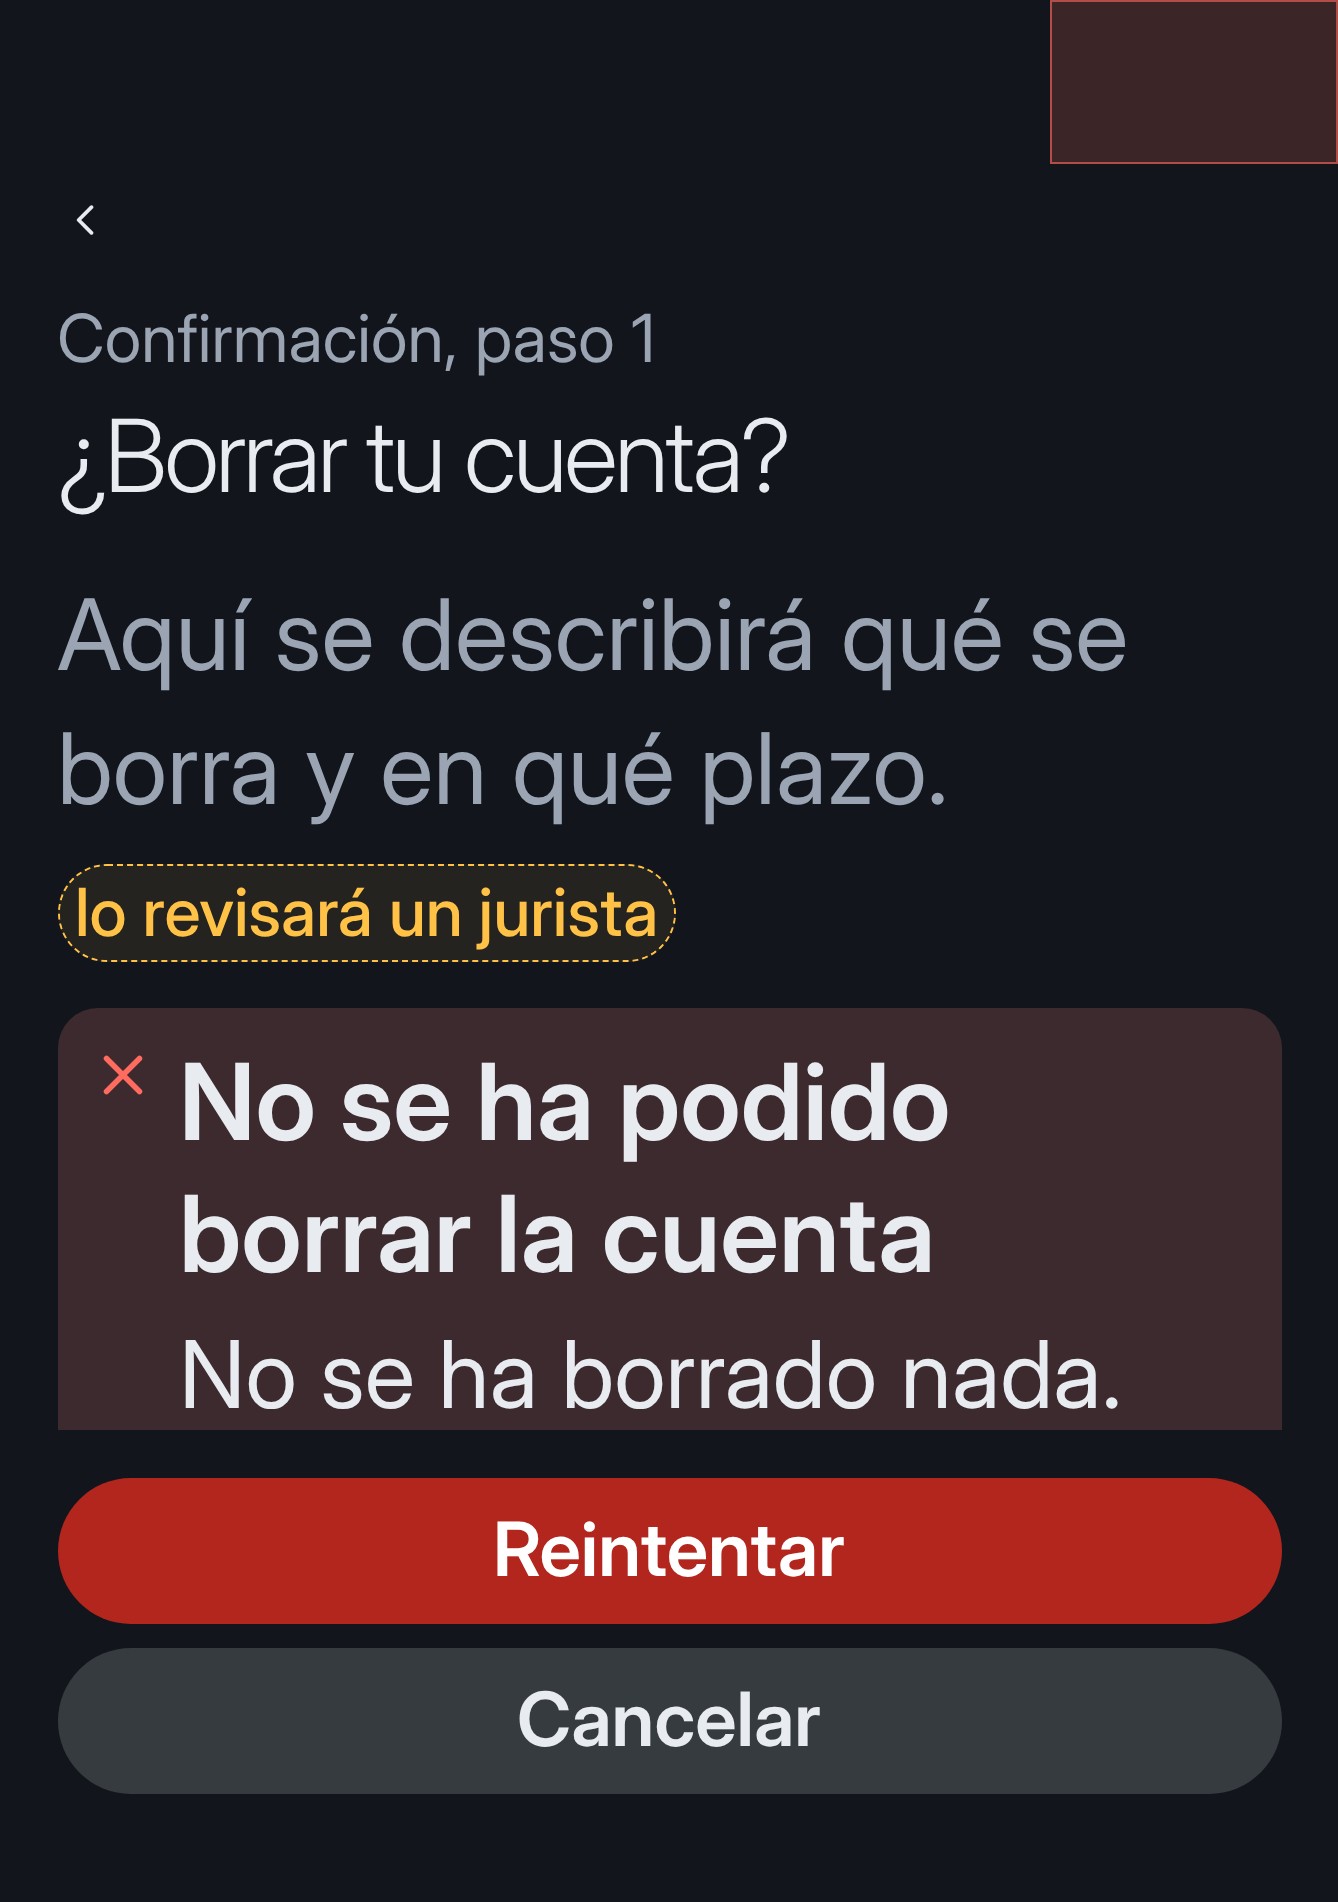 Confirmación, paso 1
¿Borrar tu cuenta?
Aquí se describirá qué se
borra y en qué plazo.
lo revisará un jurista
No se ha podido
borrar la cuenta
No se ha borrado nada.
Reintentar
Cancelar